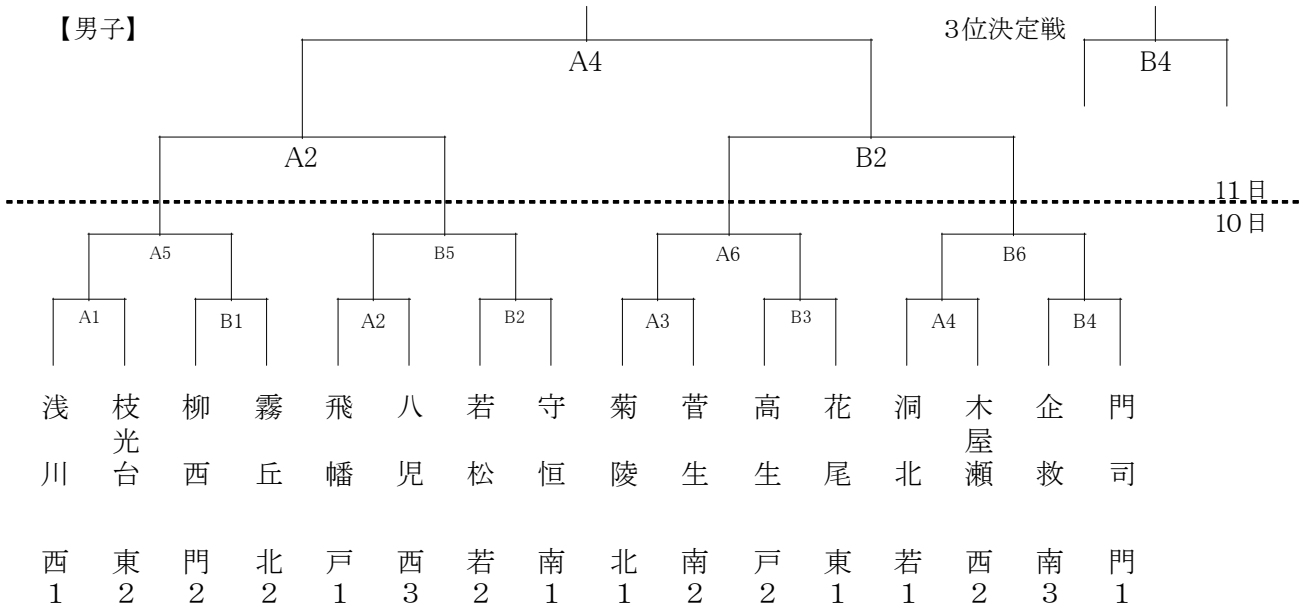 【男子】
3位決定戦
A4
B4
A2
B2
11日
10日
A5
B5
A6
B6
A1
B1
A2
B2
A3
B3
A4
B4
浅川
枝光台
柳西
霧丘
飛幡
八児
若松
守恒
菊陵
菅生
高生
花尾
洞北
木屋瀬
企救
門司
西1
東2
門2
北2
戸1
西3
若2
南1
北1
南2
戸2
東1
若1
西2
南3
門1